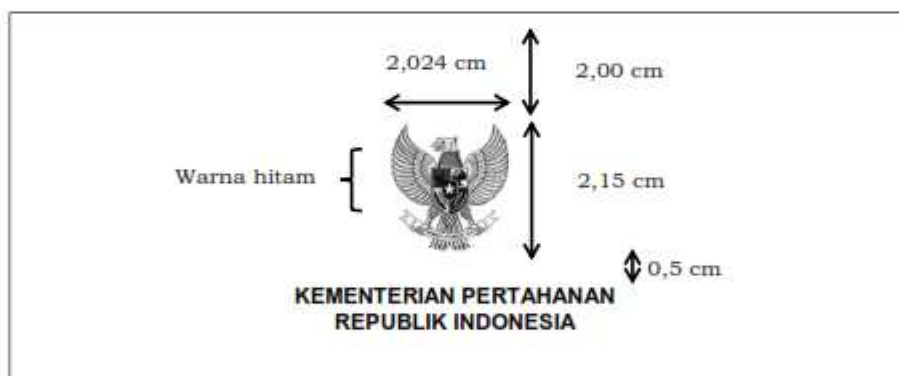 2,024 cm
2,00 cm
Warna hitam
2,15 cm
0,5 cm
KEMENTERIAN PERTAHANAN
REPUBLIK INDONESIA